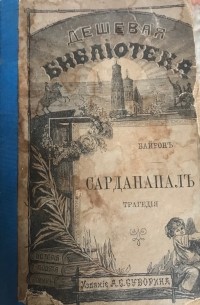 ДЕШЕВАЯ
БИБЛІОТЕКА
БАЙРОНЪ
САРДАНАПАЛЪ
ТРАГЕДІЯ
Изданіе А.С.СУВОРИНА